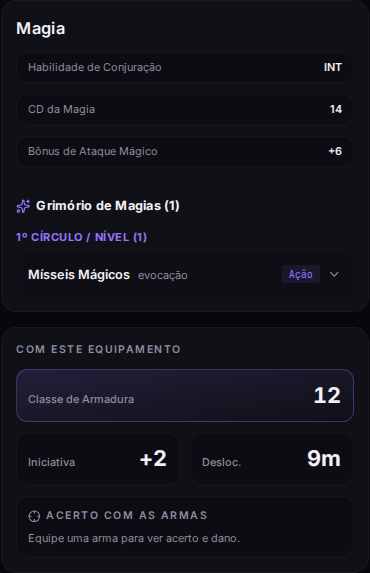 Magia
Habilidade de Conjuração INT
CD da Magia 14
Bônus de Ataque Mágico +6
Grimório de Magias (1)
1º CÍRCULO / NÍVEL (1)
Mísseis Mágicos evocação Ação
COM ESTE EQUIPAMENTO
Classe de Armadura 12
Iniciativa +2 Desloc. 9m
ACERTO COM AS ARMAS
Equipe uma arma para ver acerto e dano.